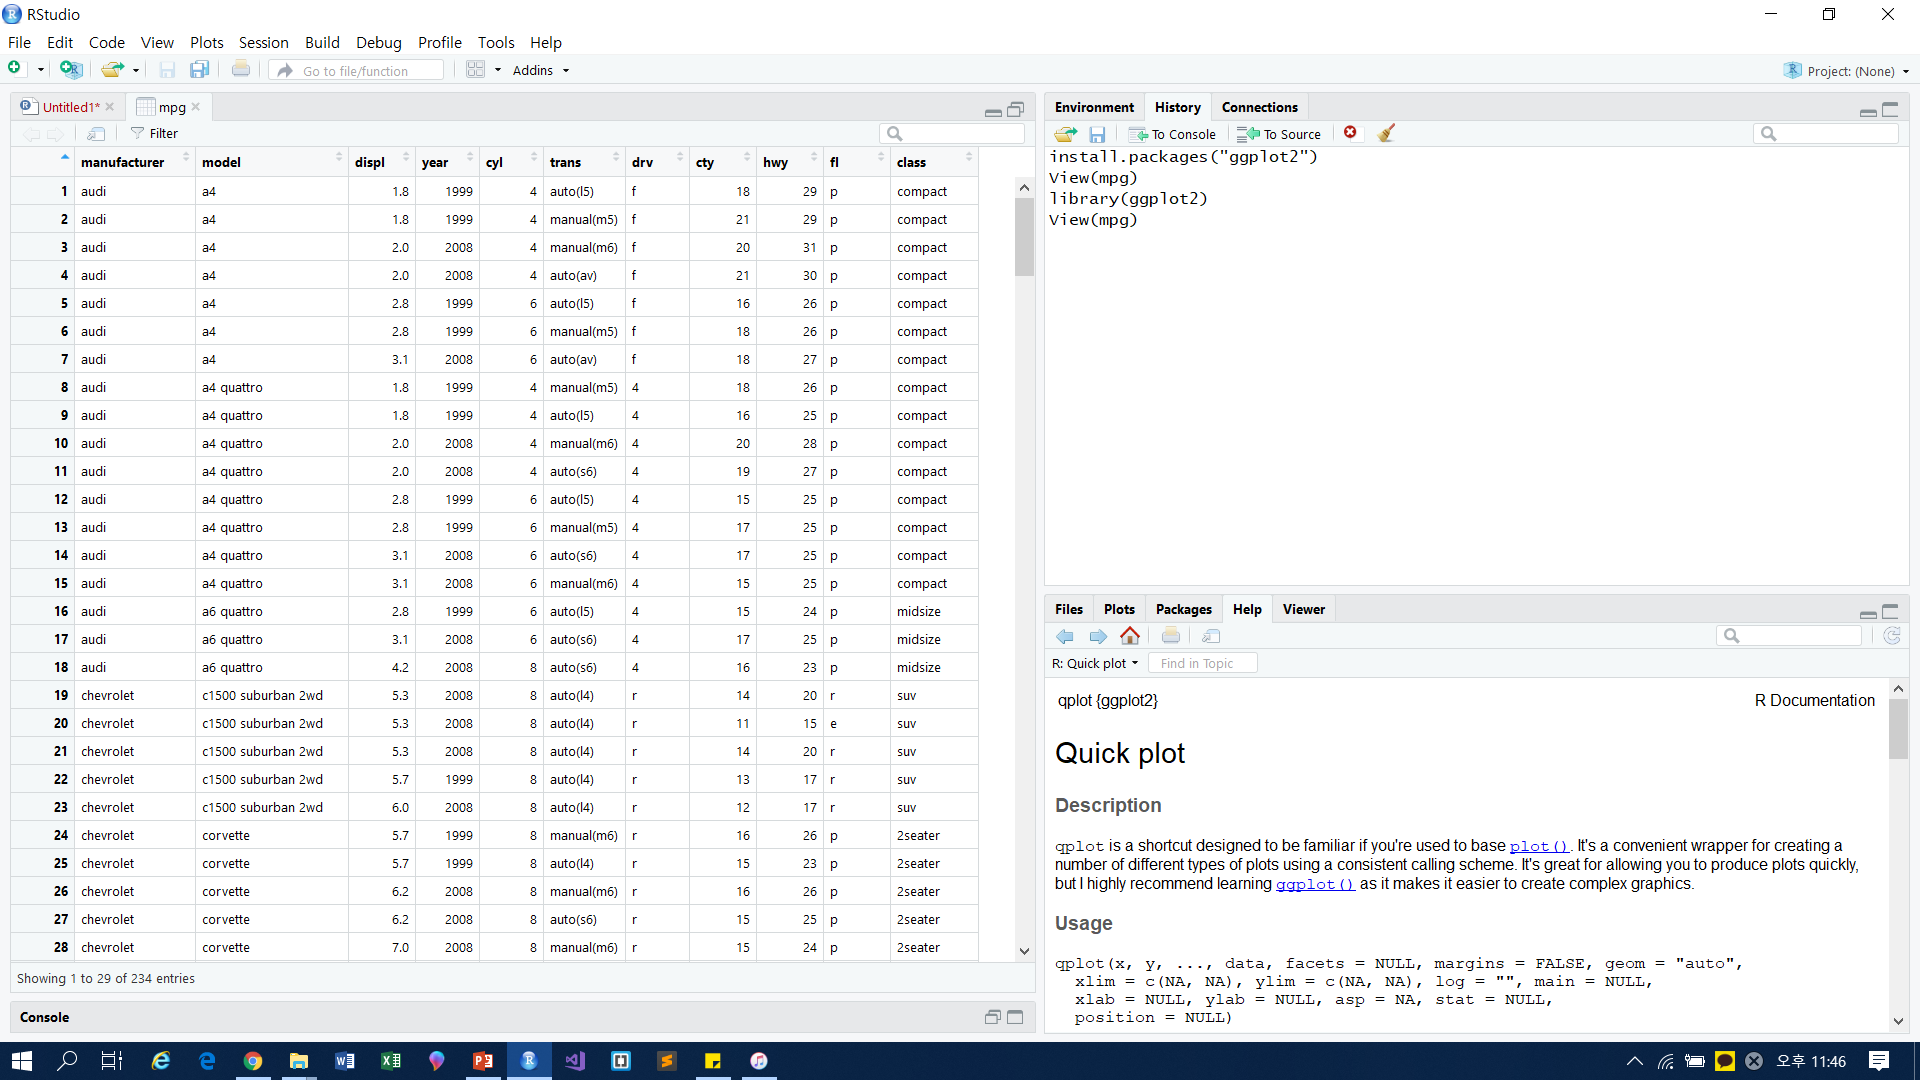 RStudio
File Edit Code View Plots Session Build Debug Profile Tools Help
Go to file/function Addins Project: (None)
Untitled1* mpg
Filter
manufacturer model displ year cyl trans drv cty hwy fl class
1 audi a4 1.8 1999 4 auto(l5) f 18 29 p compact
2 audi a4 1.8 1999 4 manual(m5) f 21 29 p compact
3 audi a4 2.0 2008 4 manual(m6) f 20 31 p compact
4 audi a4 2.0 2008 4 auto(av) f 21 30 p compact
5 audi a4 2.8 1999 6 auto(l5) f 16 26 p compact
6 audi a4 2.8 1999 6 manual(m5) f 18 26 p compact
7 audi a4 3.1 2008 6 auto(av) f 18 27 p compact
8 audi a4 quattro 1.8 1999 4 manual(m5) 4 18 26 p compact
9 audi a4 quattro 1.8 1999 4 auto(l5) 4 16 25 p compact
10 audi a4 quattro 2.0 2008 4 manual(m6) 4 20 28 p compact
11 audi a4 quattro 2.0 2008 4 auto(s6) 4 19 27 p compact
12 audi a4 quattro 2.8 1999 6 auto(l5) 4 15 25 p compact
13 audi a4 quattro 2.8 1999 6 manual(m5) 4 17 25 p compact
14 audi a4 quattro 3.1 2008 6 auto(s6) 4 17 25 p compact
15 audi a4 quattro 3.1 2008 6 manual(m6) 4 15 25 p compact
16 audi a6 quattro 2.8 1999 6 auto(l5) 4 15 24 p midsize
17 audi a6 quattro 3.1 2008 6 auto(s6) 4 17 25 p midsize
18 audi a6 quattro 4.2 2008 8 auto(s6) 4 16 23 p midsize
19 chevrolet c1500 suburban 2wd 5.3 2008 8 auto(l4) r 14 20 r suv
20 chevrolet c1500 suburban 2wd 5.3 2008 8 auto(l4) r 11 15 e suv
21 chevrolet c1500 suburban 2wd 5.3 2008 8 auto(l4) r 14 20 r suv
22 chevrolet c1500 suburban 2wd 5.7 1999 8 auto(l4) r 13 17 r suv
23 chevrolet c1500 suburban 2wd 6.0 2008 8 auto(l4) r 12 17 r suv
24 chevrolet corvette 5.7 1999 8 manual(m6) r 16 26 p 2seater
25 chevrolet corvette 5.7 1999 8 auto(l4) r 15 23 p 2seater
26 chevrolet corvette 6.2 2008 8 manual(m6) r 16 26 p 2seater
27 chevrolet corvette 6.2 2008 8 auto(s6) r 15 25 p 2seater
28 chevrolet corvette 7.0 2008 8 manual(m6) r 15 24 p 2seater
Showing 1 to 29 of 234 entries
Console
Environment History Connections
To Console To Source
install.packages("ggplot2")
View(mpg)
library(ggplot2)
View(mpg)
Files Plots Packages Help Viewer
R: Quick plot Find in Topic
qplot {ggplot2} R Documentation
Quick plot
Description
qplot is a shortcut designed to be familiar if you're used to base plot(). It's a convenient wrapper for creating a
number of different types of plots using a consistent calling scheme. It's great for allowing you to produce plots quickly,
but I highly recommend learning ggplot() as it makes it easier to create complex graphics.
Usage
qplot(x, y, ..., data, facets = NULL, margins = FALSE, geom = "auto",
xlim = c(NA, NA), ylim = c(NA, NA), log = "", main = NULL,
xlab = NULL, ylab = NULL, asp = NA, stat = NULL,
position = NULL)
오후 11:46